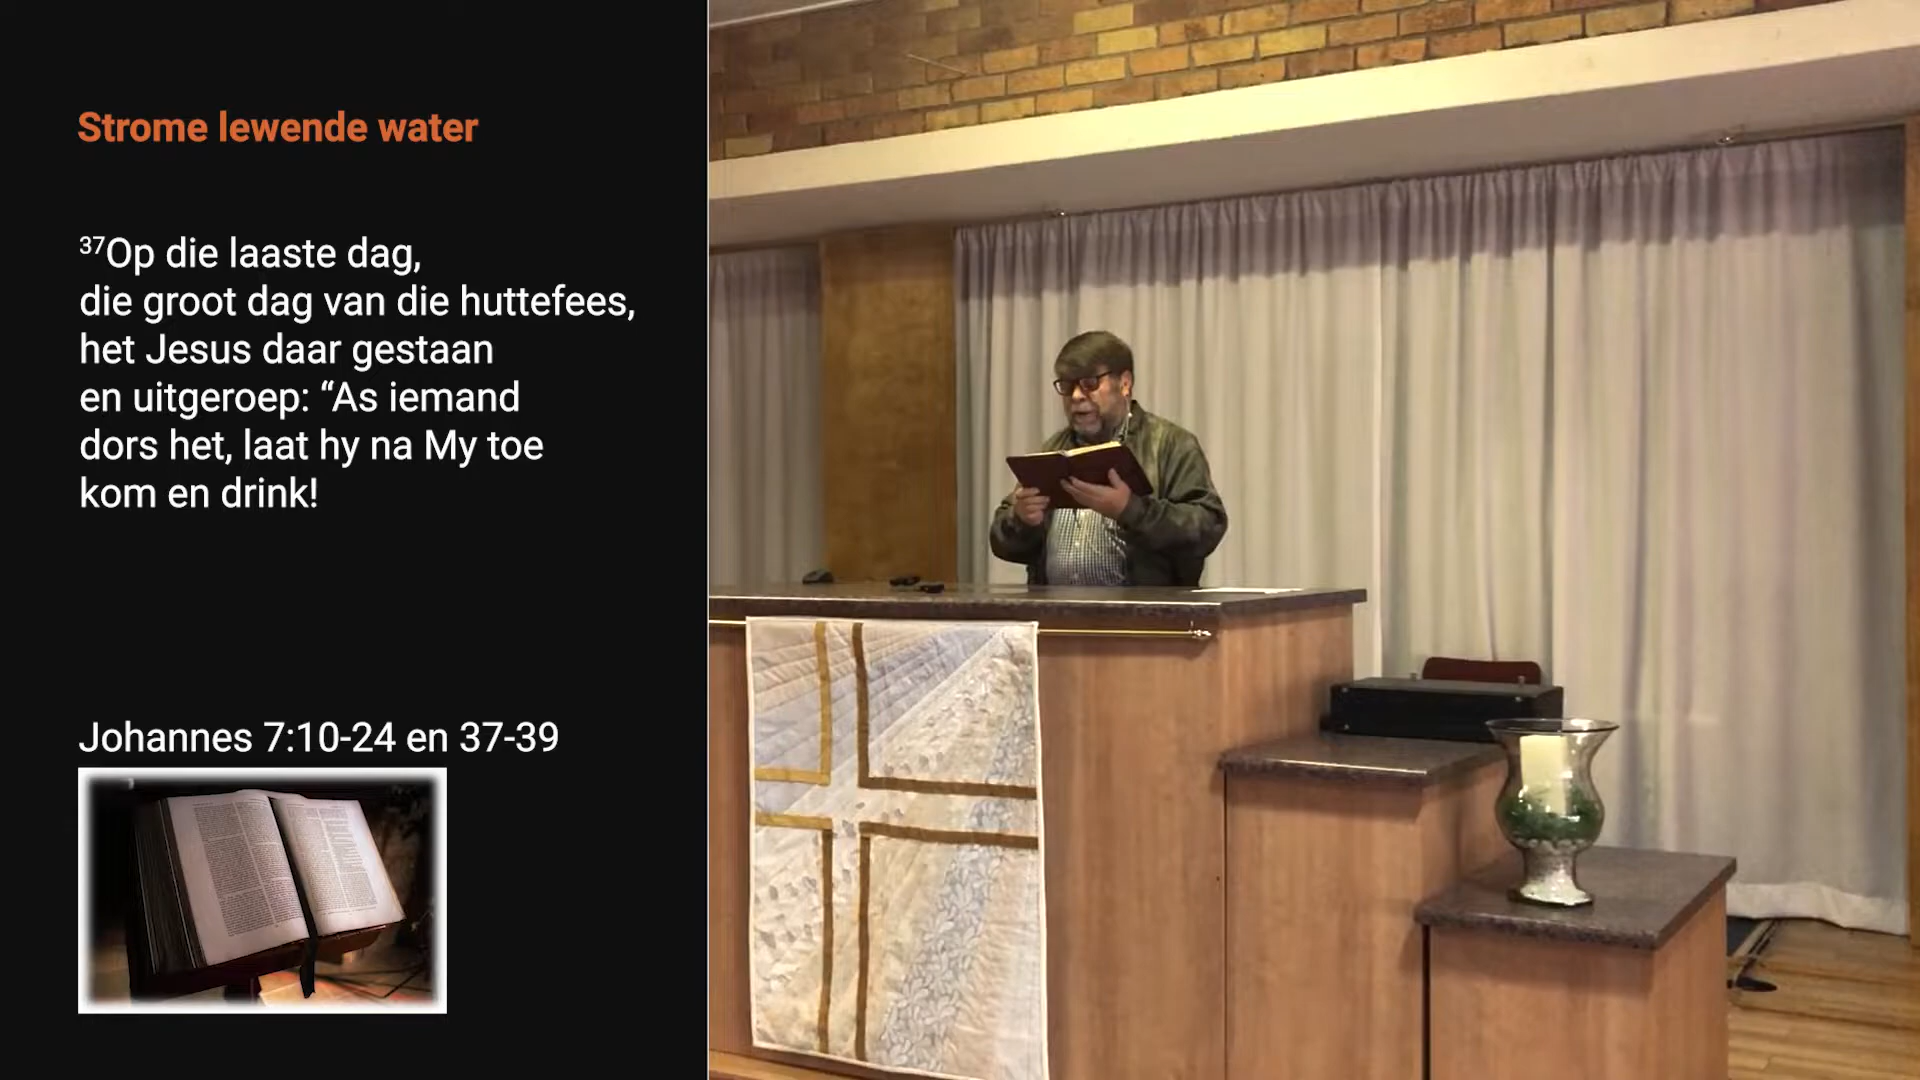 Strome lewende water
³⁷Op die laaste dag,
die groot dag van die huttefees,
het Jesus daar gestaan
en uitgeroep: “As iemand
dors het, laat hy na My toe
kom en drink!
Johannes 7:10-24 en 37-39